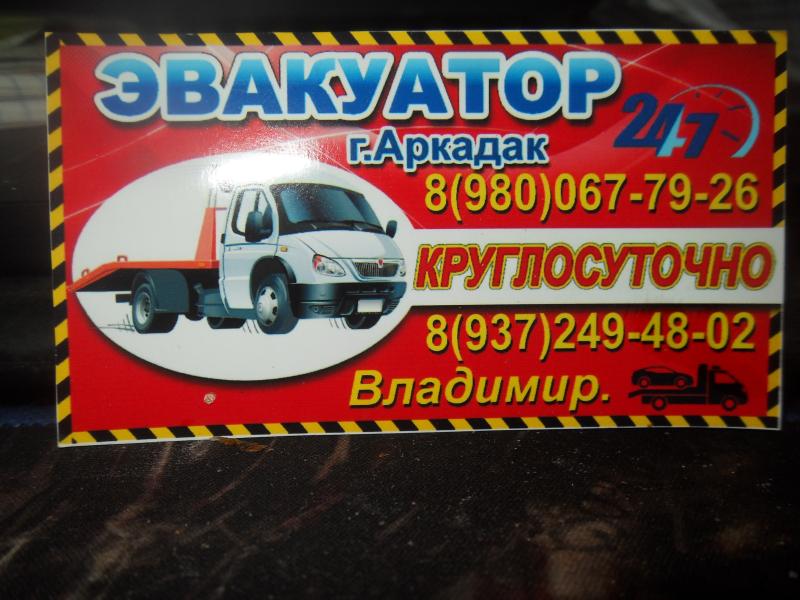 ЭВАКУАТОР
г.Аркадак
24-7
8(980)067-79-26
КРУГЛОСУТОЧНО
8(937)249-48-02
Владимир.